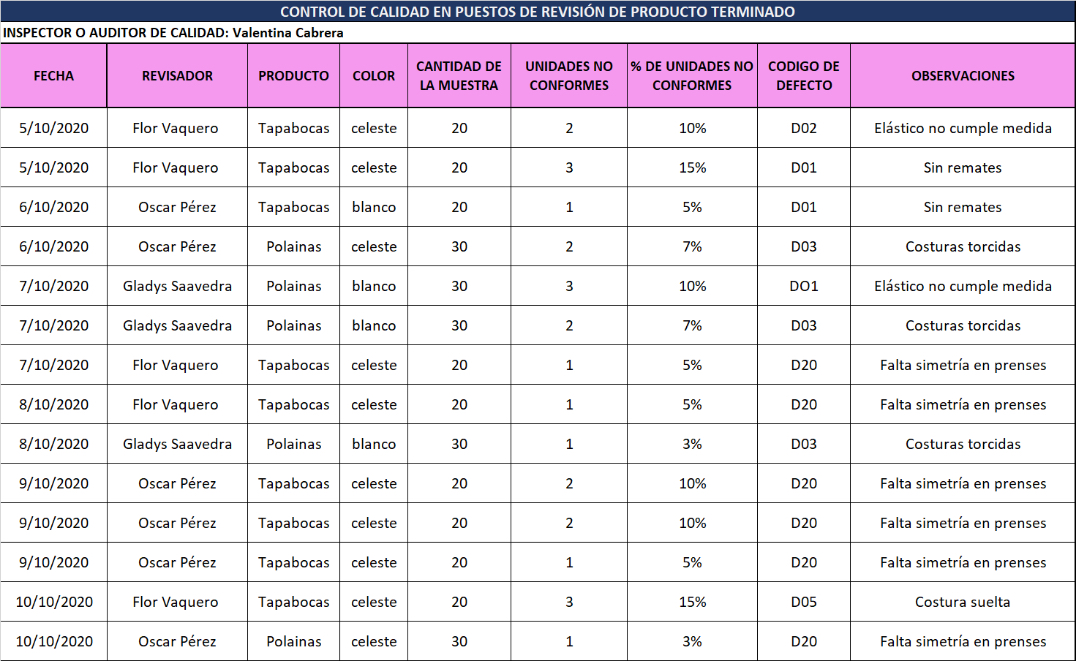 CONTROL DE CALIDAD EN PUESTOS DE REVISIÓN DE PRODUCTO TERMINADO
INSPECTOR O AUDITOR DE CALIDAD: Valentina Cabrera
FECHA REVISADOR PRODUCTO COLOR CANTIDAD DE LA MUESTRA UNIDADES NO CONFORMES % DE UNIDADES NO CONFORMES CODIGO DE DEFECTO OBSERVACIONES
5/10/2020 Flor Vaquero Tapabocas celeste 20 2 10% D02 Elástico no cumple medida
5/10/2020 Flor Vaquero Tapabocas celeste 20 3 15% D01 Sin remates
6/10/2020 Oscar Pérez Tapabocas blanco 20 1 5% D01 Sin remates
6/10/2020 Oscar Pérez Polainas celeste 30 2 7% D03 Costuras torcidas
7/10/2020 Gladys Saavedra Polainas blanco 30 3 10% DO1 Elástico no cumple medida
7/10/2020 Gladys Saavedra Polainas blanco 30 2 7% D03 Costuras torcidas
7/10/2020 Flor Vaquero Tapabocas celeste 20 1 5% D20 Falta simetría en prenses
8/10/2020 Flor Vaquero Tapabocas celeste 20 1 5% D20 Falta simetría en prenses
8/10/2020 Gladys Saavedra Polainas blanco 30 1 3% D03 Costuras torcidas
9/10/2020 Oscar Pérez Tapabocas celeste 20 2 10% D20 Falta simetría en prenses
9/10/2020 Oscar Pérez Tapabocas celeste 20 2 10% D20 Falta simetría en prenses
9/10/2020 Oscar Pérez Tapabocas celeste 20 1 5% D20 Falta simetría en prenses
10/10/2020 Flor Vaquero Tapabocas celeste 20 3 15% D05 Costura suelta
10/10/2020 Oscar Pérez Polainas celeste 30 1 3% D20 Falta simetría en prenses